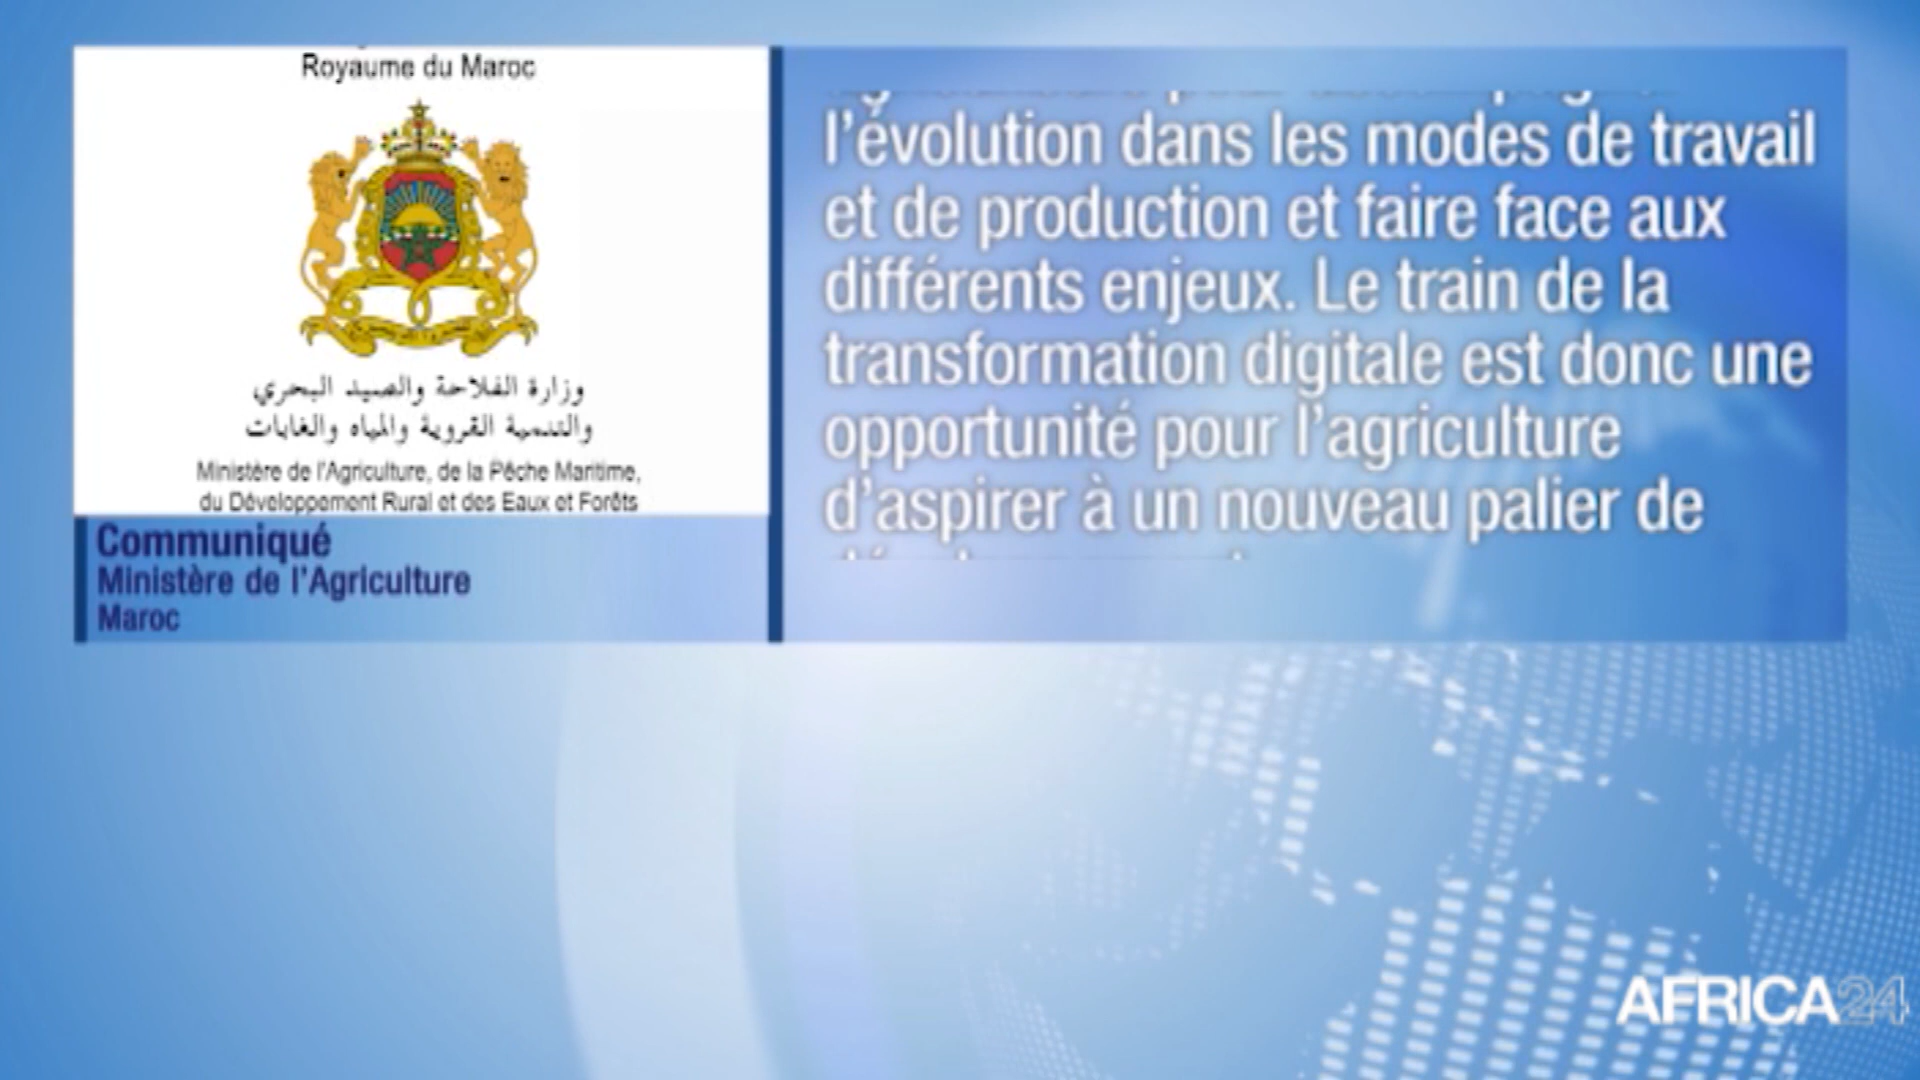 Royaume du Maroc
وزارة الفلاحة والصيد البحري
والتنمية القروية والمياه والغابات
Ministère de l'Agriculture, de la Pêche Maritime,
du Développement Rural et des Eaux et Forêts
Communiqué
Ministère de l'Agriculture
Maroc
l'évolution dans les modes de travail
et de production et faire face aux
différents enjeux. Le train de la
transformation digitale est donc une
opportunité pour l'agriculture
d'aspirer à un nouveau palier de
AFRICA24